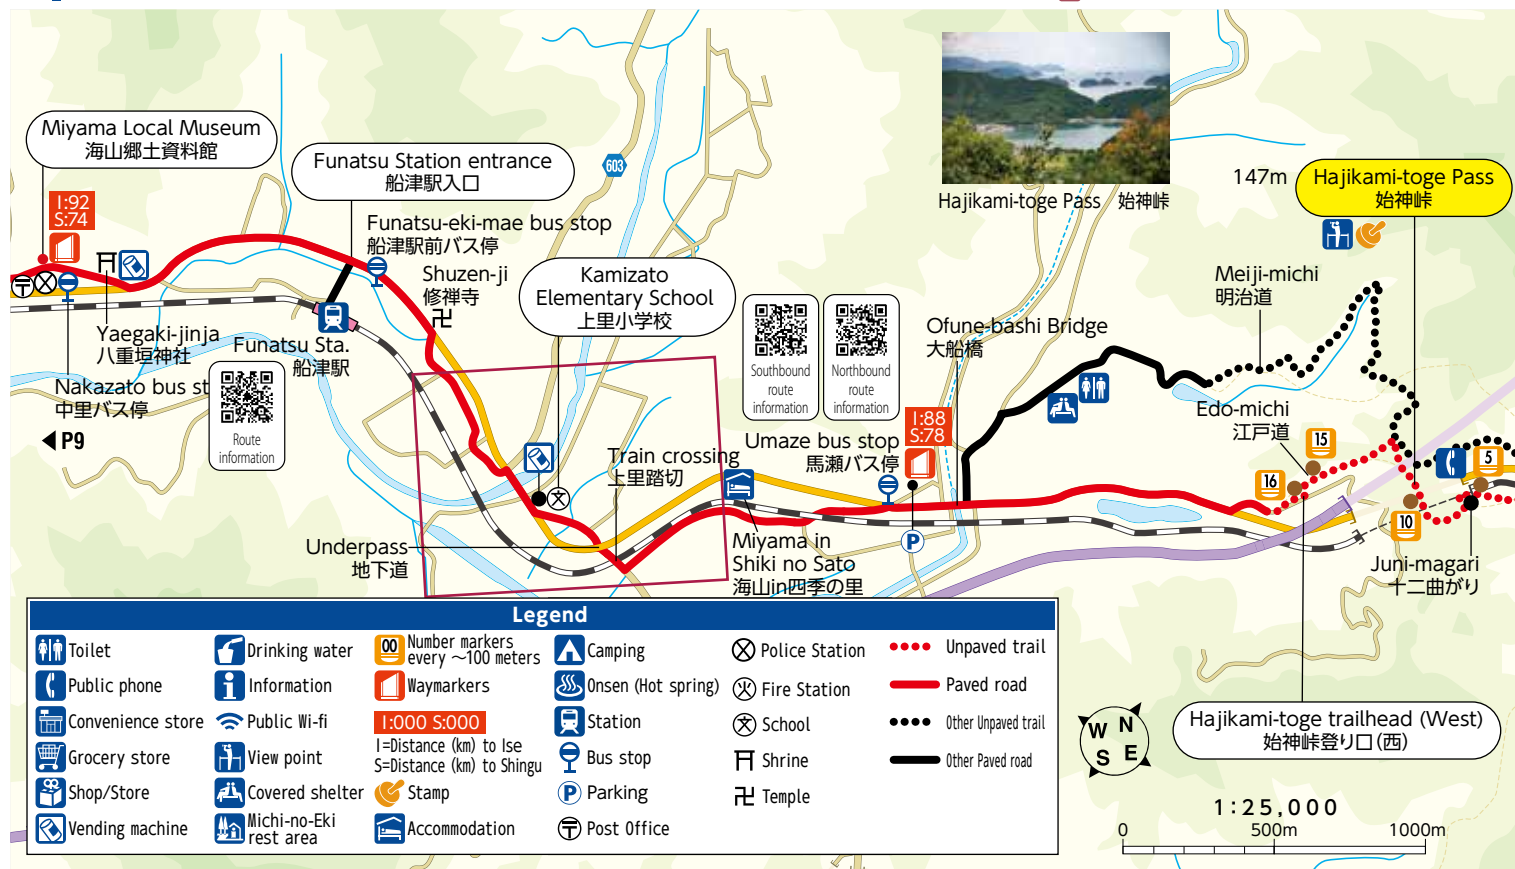 Miyama Local Museum
海山郷土資料館
I:92
S:74
Funatsu Station entrance
船津駅入口
603
Funatsu-eki-mae bus stop
船津駅前バス停
Shuzen-ji
修禅寺
Kamizato
Elementary School
上里小学校
Hajikami-toge Pass 始神峠
147m
Hajikami-toge Pass
始神峠
Meiji-michi
明治道
Yaegaki-jinja
八重垣神社
Funatsu Sta.
船津駅
Nakazato bus st
中里バス停
P9
Route
information
Southbound
route
information
Northbound
route
information
Ofune-bashi Bridge
大船橋
I:88
S:78
Umaze bus stop
馬瀬バス停
Edo-michi
江戸道
15
16
5
10
Train crossing
上里踏切
文
Underpass
地下道
P
Miyama in
Shiki no Sato
海山in四季の里
Juni-magari
十二曲がり
Hajikami-toge trailhead (West)
始神峠登り口(西)
W N
S E
1:25,000
0 500m 1000m
Legend
Toilet
Public phone
Convenience store
Grocery store
Shop/Store
Vending machine
Drinking water
Information
Public Wi-fi
View point
Covered shelter
Michi-no-Eki
rest area
00
Number markers
every ~100 meters
Waymarkers
I:000 S:000
I=Distance (km) to Ise
S=Distance (km) to Shingu
Stamp
Accommodation
Camping
Onsen (Hot spring)
Station
Bus stop
P Parking
Post Office
Police Station
Fire Station
文 School
Shrine
Temple
Unpaved trail
Paved road
Other Unpaved trail
Other Paved road